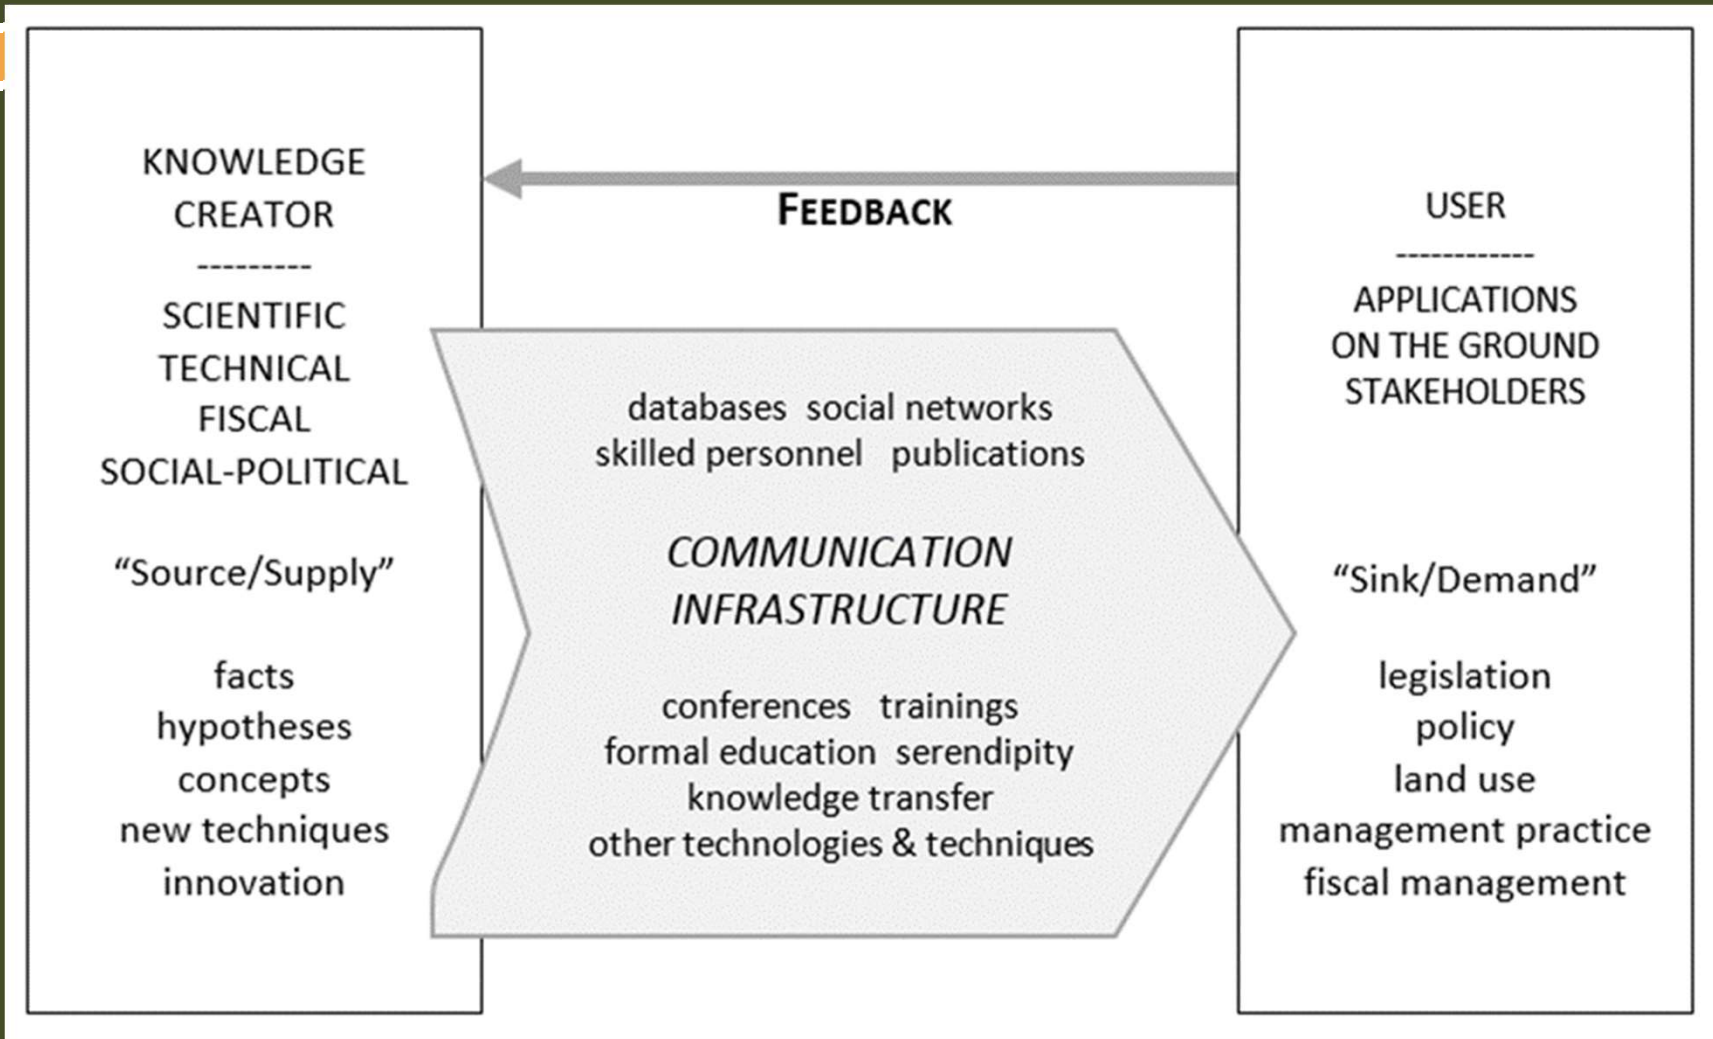 KNOWLEDGE
CREATOR
---------
SCIENTIFIC
TECHNICAL
FISCAL
SOCIAL-POLITICAL
“Source/Supply”
facts
hypotheses
concepts
new techniques
innovation
FEEDBACK
databases social networks
skilled personnel publications
COMMUNICATION
INFRASTRUCTURE
conferences trainings
formal education serendipity
knowledge transfer
other technologies & techniques
USER
------------
APPLICATIONS
ON THE GROUND
STAKEHOLDERS
“Sink/Demand”
legislation
policy
land use
management practice
fiscal management